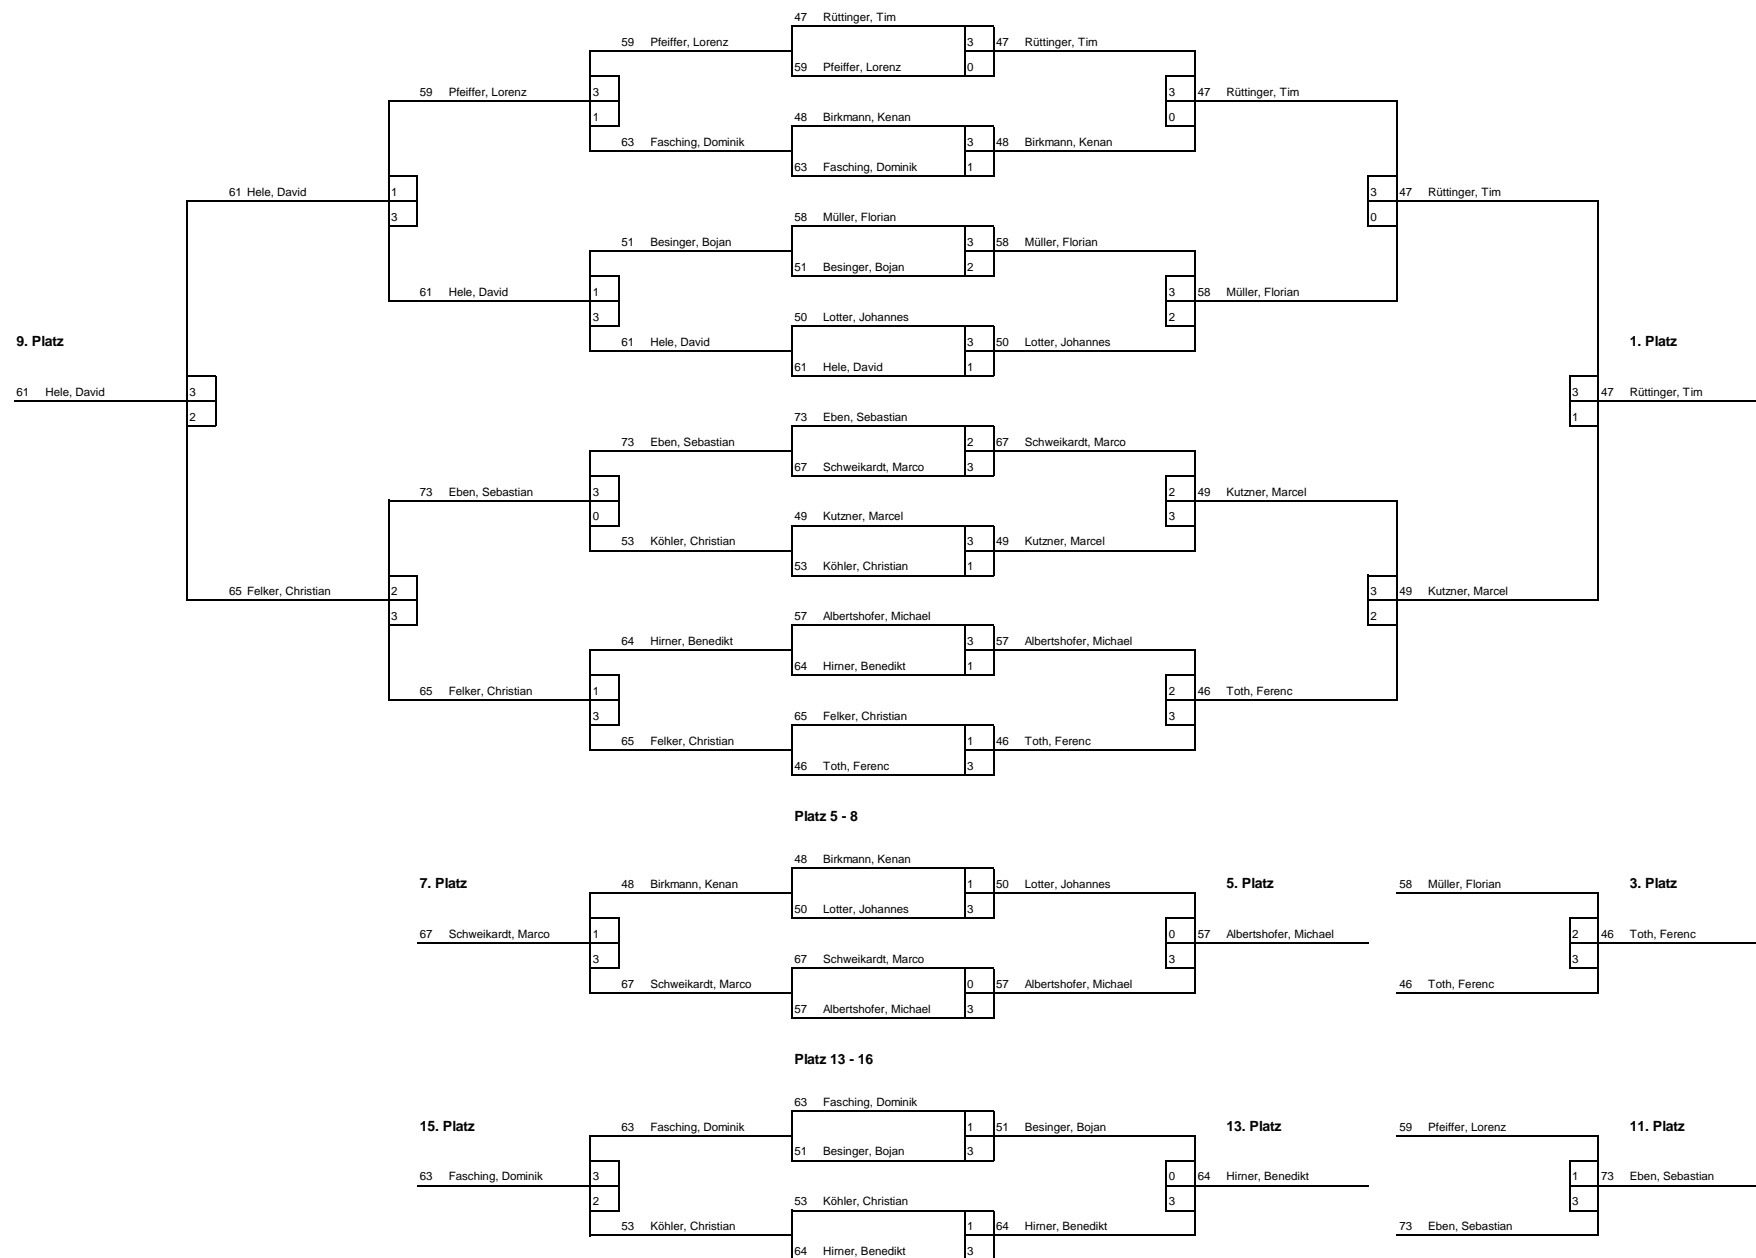 47 Rüttinger, Tim
59 Pfeiffer, Lorenz 3 47 Rüttinger, Tim
59 Pfeiffer, Lorenz 0
59 Pfeiffer, Lorenz 3 3 47 Rüttinger, Tim
1 48 Birkmann, Kenan 0
63 Fasching, Dominik 3 48 Birkmann, Kenan
63 Fasching, Dominik 1
61 Hele, David 1 3 47 Rüttinger, Tim
3 58 Müller, Florian 0
51 Besinger, Bojan 3 58 Müller, Florian
51 Besinger, Bojan 2
61 Hele, David 1 3 58 Müller, Florian
3 50 Lotter, Johannes 2
9. Platz 61 Hele, David 3 50 Lotter, Johannes 1. Platz
61 Hele, David 1
61 Hele, David 3 3 47 Rüttinger, Tim
2 73 Eben, Sebastian 1
73 Eben, Sebastian 2 67 Schweikardt, Marco
67 Schweikardt, Marco 3
73 Eben, Sebastian 3 2 49 Kutzner, Marcel
0 49 Kutzner, Marcel 3
53 Köhler, Christian 3 49 Kutzner, Marcel
53 Köhler, Christian 1
65 Felker, Christian 2 3 49 Kutzner, Marcel
3 57 Albertshofer, Michael 2
64 Hirner, Benedikt 3 57 Albertshofer, Michael
64 Hirner, Benedikt 1
65 Felker, Christian 1 2 46 Toth, Ferenc
3 65 Felker, Christian 3
65 Felker, Christian 1 46 Toth, Ferenc
46 Toth, Ferenc 3
Platz 5 - 8
48 Birkmann, Kenan
7. Platz 48 Birkmann, Kenan 1 50 Lotter, Johannes 5. Platz 58 Müller, Florian 3. Platz
50 Lotter, Johannes 3
67 Schweikardt, Marco 1 0 57 Albertshofer, Michael 2 46 Toth, Ferenc
3 67 Schweikardt, Marco 3 3
67 Schweikardt, Marco 0 57 Albertshofer, Michael 46 Toth, Ferenc
57 Albertshofer, Michael 3
Platz 13 - 16
63 Fasching, Dominik
15. Platz 63 Fasching, Dominik 1 51 Besinger, Bojan 13. Platz 59 Pfeiffer, Lorenz 11. Platz
51 Besinger, Bojan 3
63 Fasching, Dominik 3 0 64 Hirner, Benedikt 1 73 Eben, Sebastian
2 53 Köhler, Christian 3 3
53 Köhler, Christian 1 64 Hirner, Benedikt 73 Eben, Sebastian
64 Hirner, Benedikt 3